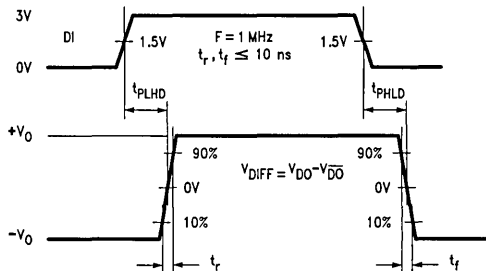 3V
DI
1.5V
F = 1 MHz
1.5V
tr, tf ≤ 10 ns
0V
tPLHD
tPHLD
+VO
90%
90%
VDIFF = VDO-VD̅O̅
0V
0V
10%
10%
-VO
tr
tf